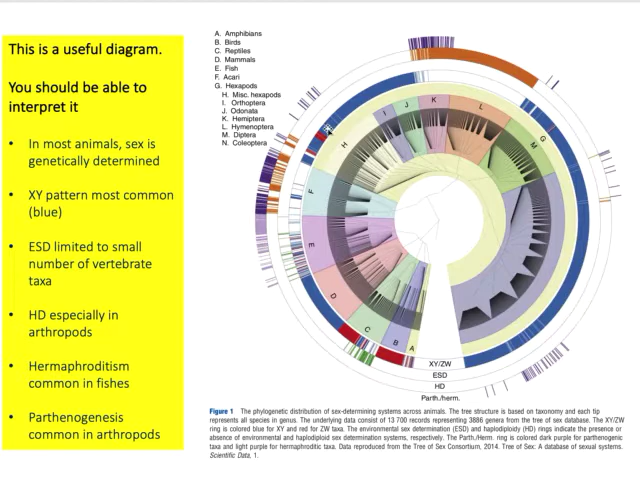 This is a useful diagram.
You should be able to
interpret it
• In most animals, sex is
genetically determined
• XY pattern most common
(blue)
• ESD limited to small
number of vertebrate
taxa
• HD especially in
arthropods
• Hermaphroditism
common in fishes
• Parthenogenesis
common in arthropods
A. Amphibians
B. Birds
C. Reptiles
D. Mammals
E. Fish
F. Acari
G. Hexapods
H. Misc. hexapods
I. Orthoptera
J. Odonata
K. Hemiptera
L. Hymenoptera
M. Diptera
N. Coleoptera
G
H
I
J
K
L
M
F
E
D
C
B
A
XY/ZW
ESD
HD
Parth./herm.
Figure 1 The phylogenetic distribution of sex-determining systems across animals. The tree structure is based on taxonomy and each tip
represents all species in genus. The underlying data consist of 13 700 records representing 3886 genera from the tree of sex database. The XY/ZW
ring is colored blue for XY and red for ZW taxa. The environmental sex determination (ESD) and haplodiploidy (HD) rings indicate the presence or
absence of environmental and haplodiploid sex determination systems, respectively. The Parth./Herm. ring is colored dark purple for parthenogenic
taxa and light purple for hermaphroditic taxa. Data reproduced from the Tree of Sex Consortium, 2014. Tree of Sex: A database of sexual systems.
Scientific Data, 1.